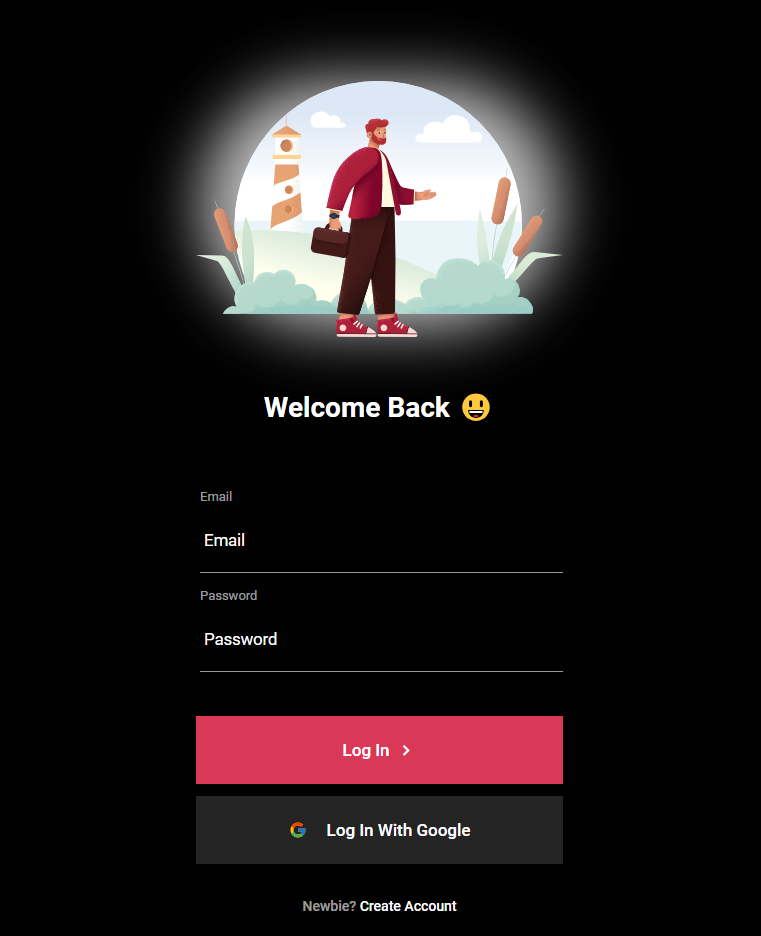 Welcome Back 😃
Email
Email
Password
Password
Log In
Log In With Google
Newbie? Create Account